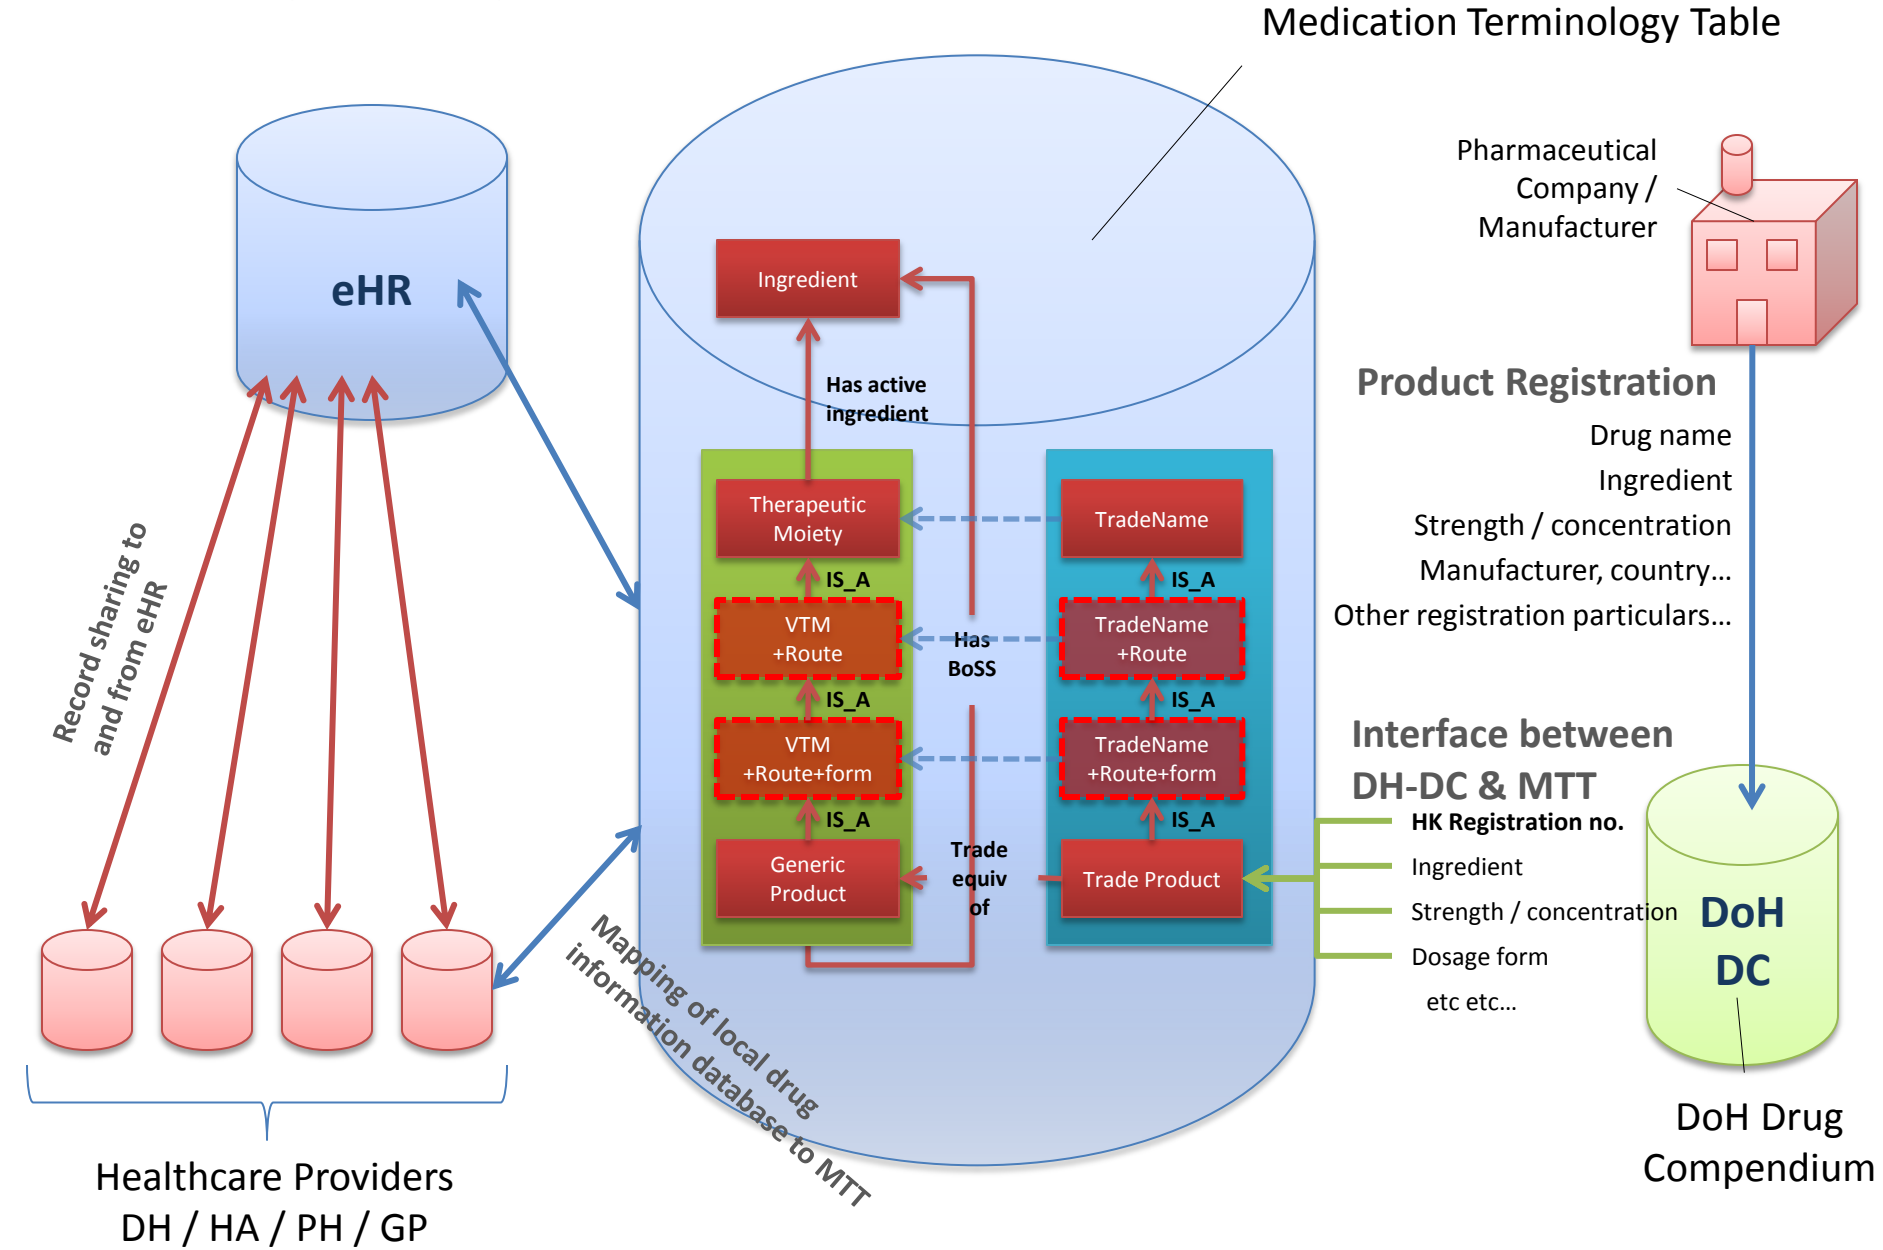 Medication Terminology Table
Pharmaceutical
Company /
Manufacturer
eHR
Ingredient
Has active
ingredient
Product Registration
Drug name
Ingredient
Strength / concentration
Manufacturer, country...
Other registration particulars...
Therapeutic
Moiety
TradeName
IS_A
IS_A
VTM
+Route
Has
BoSS
TradeName
+Route
IS_A
IS_A
VTM
+Route+form
TradeName
+Route+form
IS_A
IS_A
Generic
Product
Trade
equiv
of
Trade Product
Record sharing to
and from eHR
Interface between
DH-DC & MTT
HK Registration no.
Ingredient
Strength / concentration
Dosage form
etc etc...
DoH
DC
Mapping of local drug
information database to MTT
DoH Drug
Compendium
Healthcare Providers
DH / HA / PH / GP